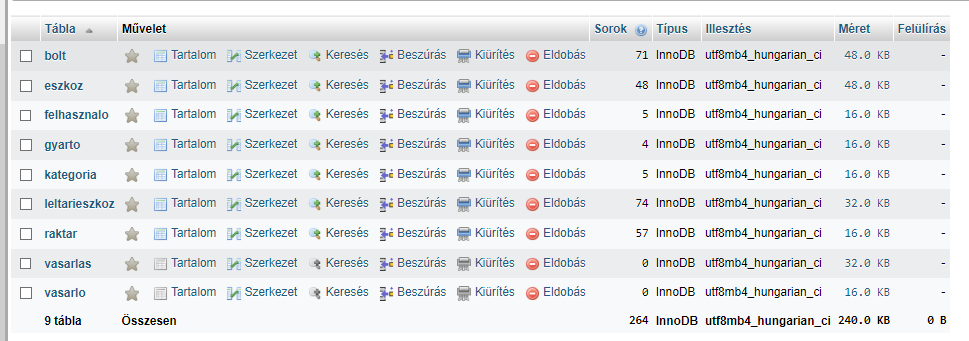 Tábla Művelet Sorok Típus Illesztés Méret Felülírás
bolt Tartalom Szerkezet Keresés Beszúrás Kiürítés Eldobás 71 InnoDB utf8mb4_hungarian_ci 48.0 KB -
eszkoz Tartalom Szerkezet Keresés Beszúrás Kiürítés Eldobás 48 InnoDB utf8mb4_hungarian_ci 48.0 KB -
felhasznalo Tartalom Szerkezet Keresés Beszúrás Kiürítés Eldobás 5 InnoDB utf8mb4_hungarian_ci 16.0 KB -
gyarto Tartalom Szerkezet Keresés Beszúrás Kiürítés Eldobás 4 InnoDB utf8mb4_hungarian_ci 16.0 KB -
kategoria Tartalom Szerkezet Keresés Beszúrás Kiürítés Eldobás 5 InnoDB utf8mb4_hungarian_ci 16.0 KB -
leltarieszkoz Tartalom Szerkezet Keresés Beszúrás Kiürítés Eldobás 74 InnoDB utf8mb4_hungarian_ci 32.0 KB -
raktar Tartalom Szerkezet Keresés Beszúrás Kiürítés Eldobás 57 InnoDB utf8mb4_hungarian_ci 16.0 KB -
vasarlas Tartalom Szerkezet Keresés Beszúrás Kiürítés Eldobás 0 InnoDB utf8mb4_hungarian_ci 32.0 KB -
vasarlo Tartalom Szerkezet Keresés Beszúrás Kiürítés Eldobás 0 InnoDB utf8mb4_hungarian_ci 16.0 KB -
9 tábla Összesen 264 InnoDB utf8mb4_hungarian_ci 240.0 KB 0 B